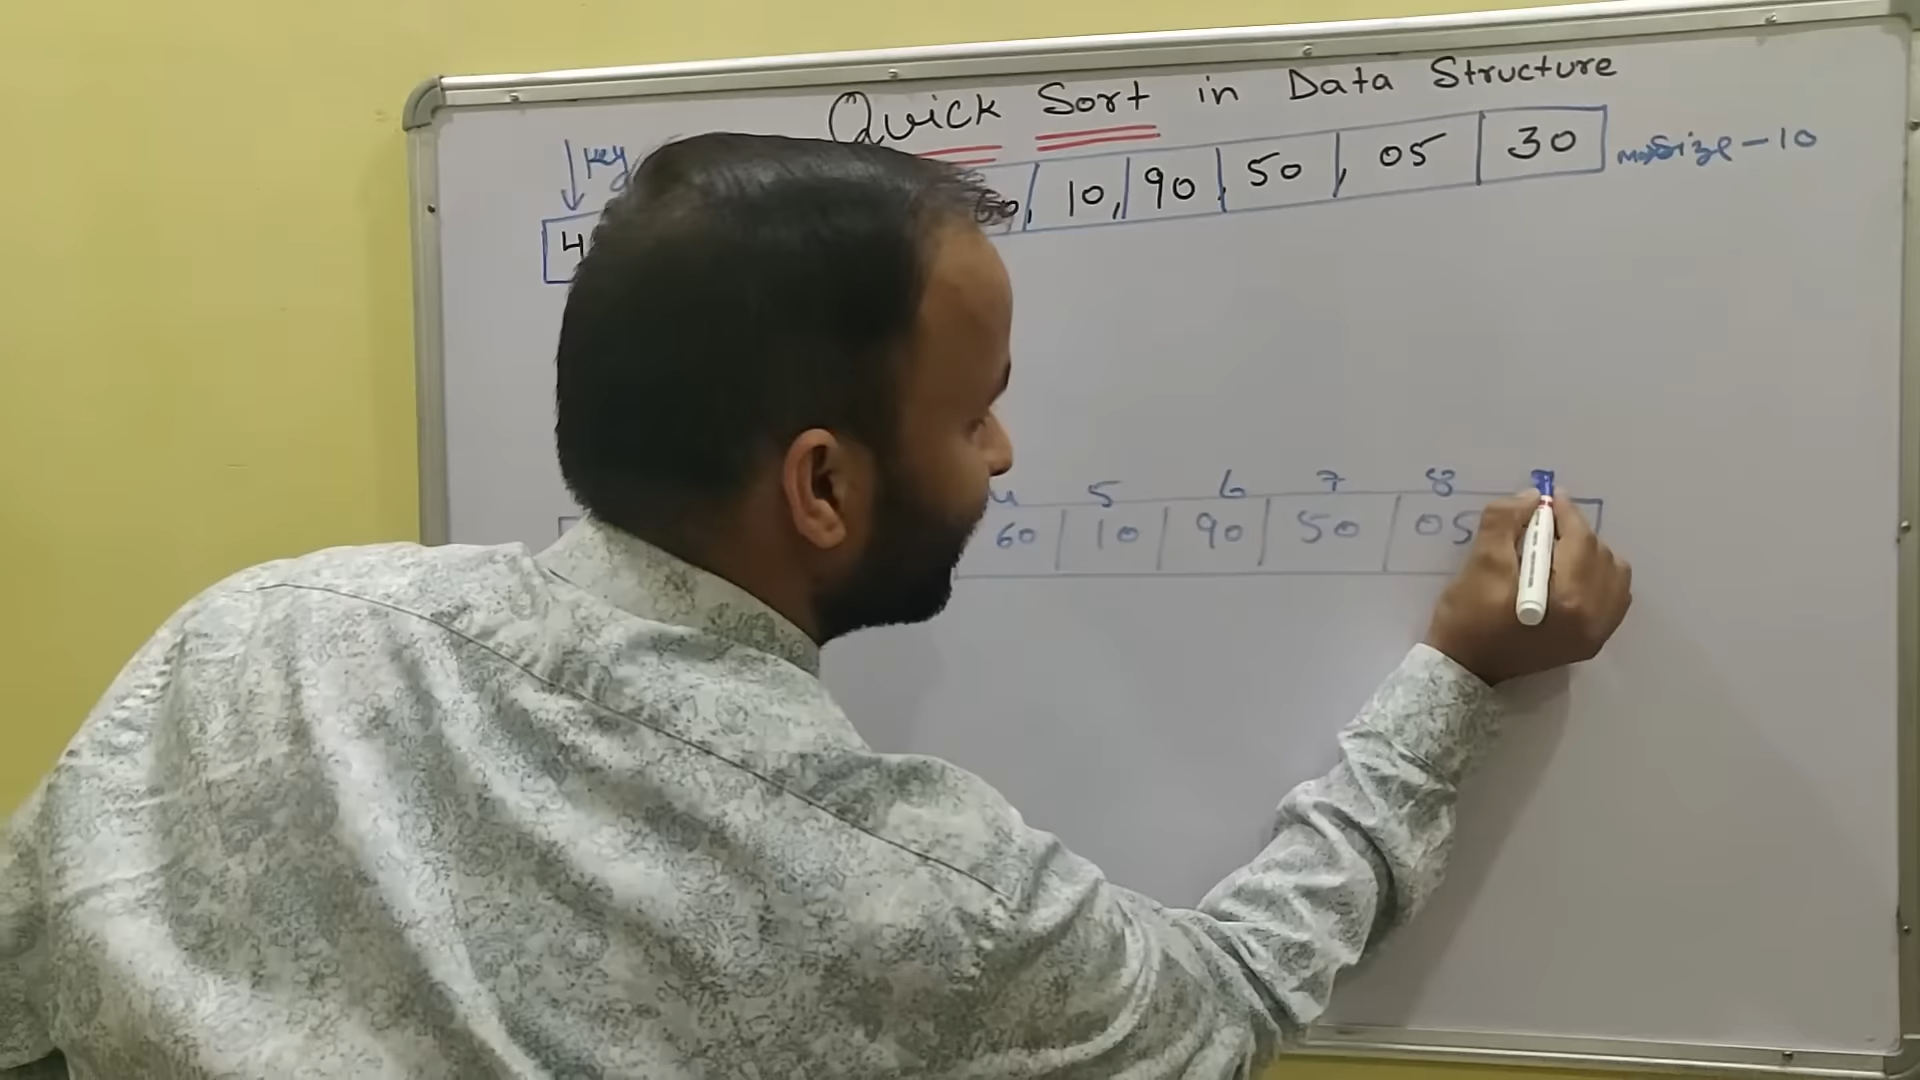 Quick Sort in Data Structure
key
4 60, 10, 90, 50, 05 30 maxSize - 10
4 5 6 7 8
60 10 90 50 05